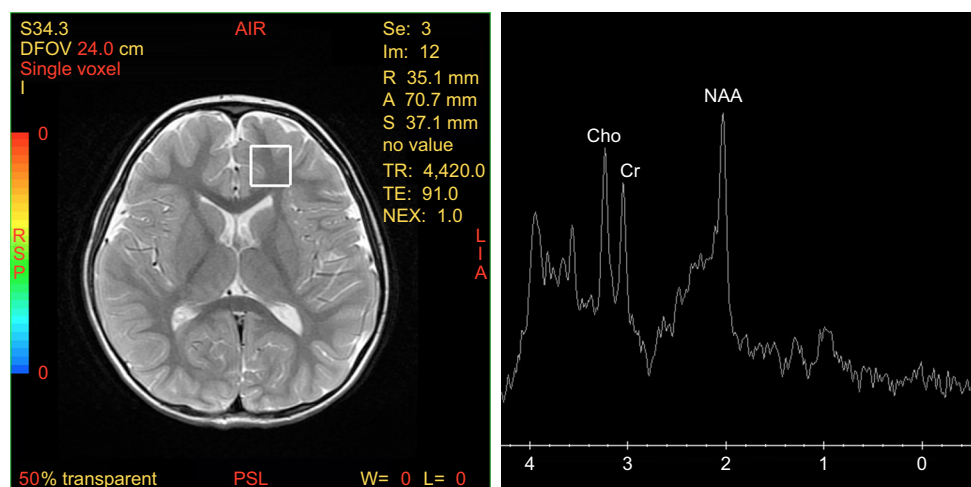 S34.3
DFOV 24.0 cm
Single voxel
I
AIR
Se: 3
Im: 12
R 35.1 mm
A 70.7 mm
S 37.1 mm
no value
TR: 4,420.0
TE: 91.0
NEX: 1.0
0
R
S
P
L
I
A
0
50% transparent
PSL
W= 0 L= 0
NAA
Cho
Cr
4 3 2 1 0